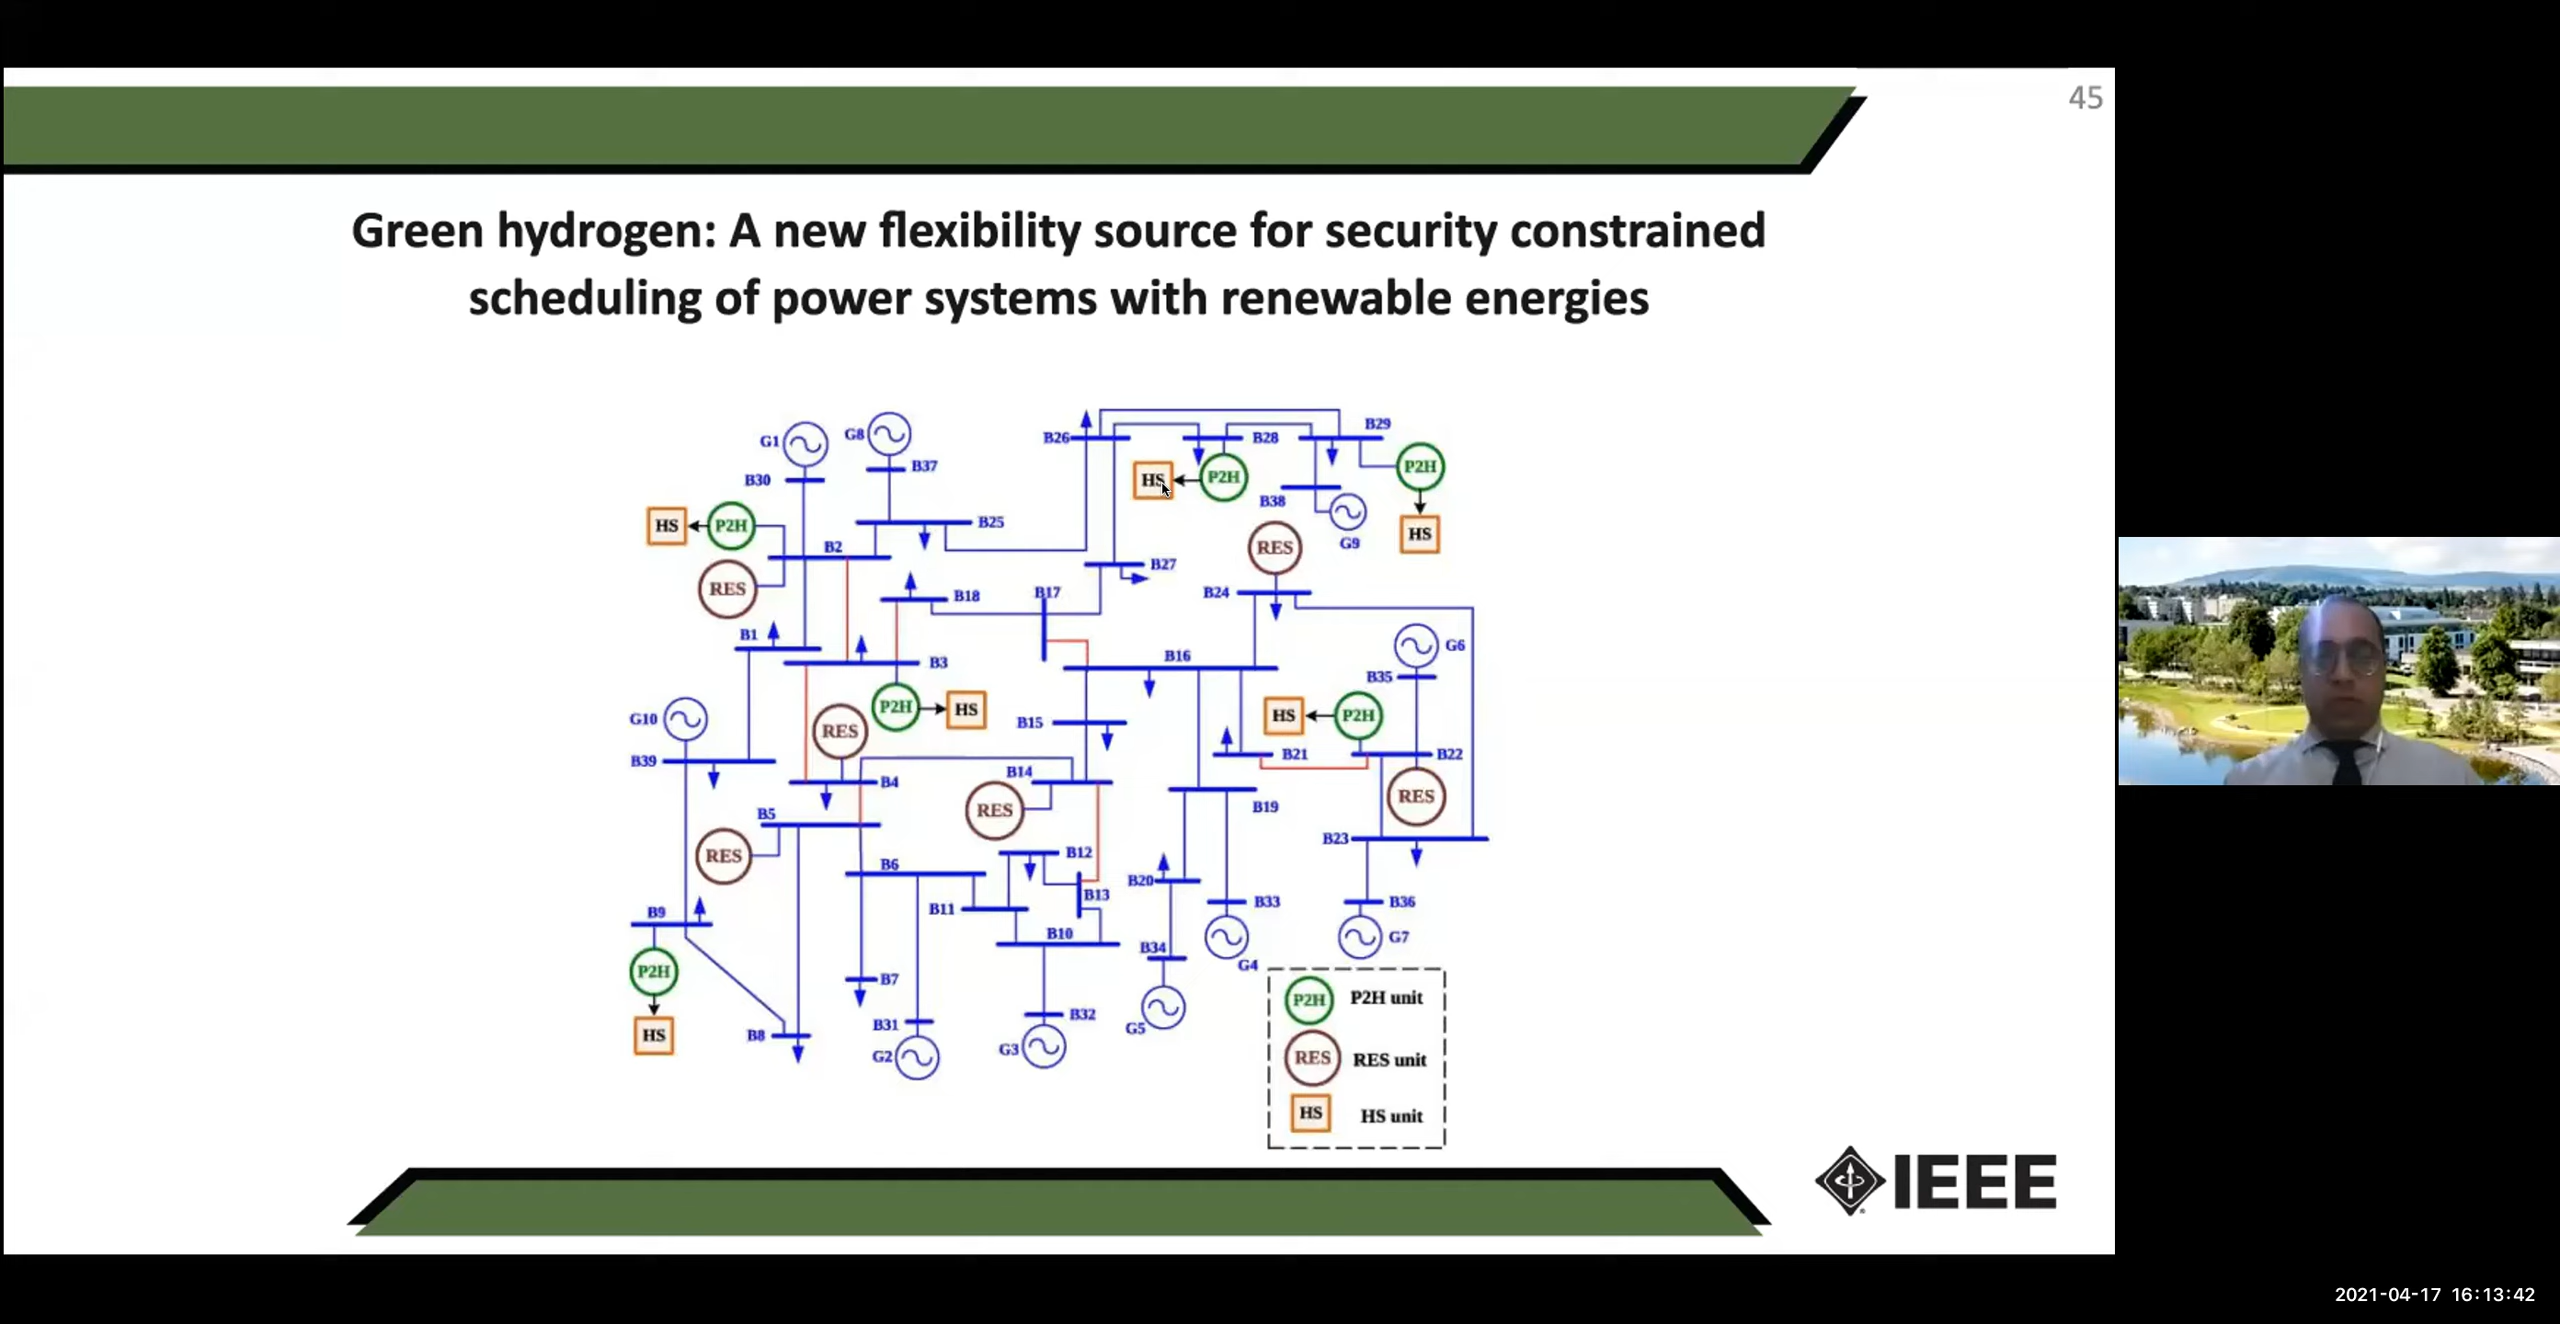 45
Green hydrogen: A new flexibility source for security constrained
scheduling of power systems with renewable energies
G1
G8
B26
B28
B29
B30
B37
HS
P2H
P2H
B38
HS
P2H
B25
G9
HS
B2
RES
B27
RES
B18
B17
B24
B1
B3
B16
G6
B35
P2H
HS
HS
P2H
G10
RES
B15
B39
B14
B21
B22
B4
RES
RES
B5
B19
RES
B12
B23
B6
B20
B13
B9
B11
B33
B36
B10
B34
G7
P2H
G4
B7
P2H
P2H unit
HS
B31
B32
G5
B8
G2
G3
RES
RES unit
HS
HS unit
IEEE
2021-04-17 16:13:42